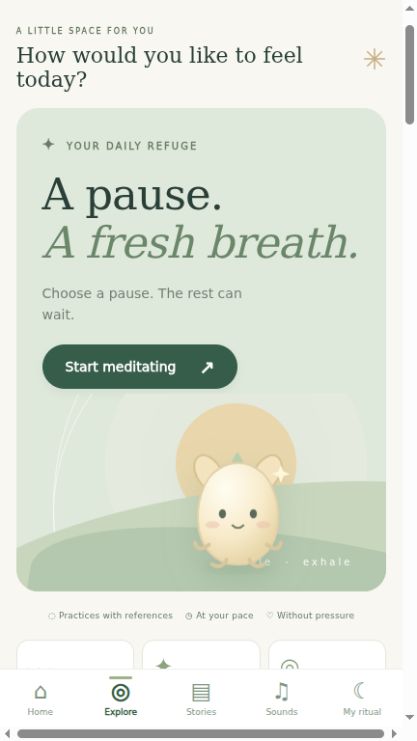 A LITTLE SPACE FOR YOU
How would you like to feel
today?
YOUR DAILY REFUGE
A pause.
A fresh breath.
Choose a pause. The rest can
wait.
Start meditating
· exhale
Practices with references
At your pace
Without pressure
Home
Explore
Stories
Sounds
My ritual